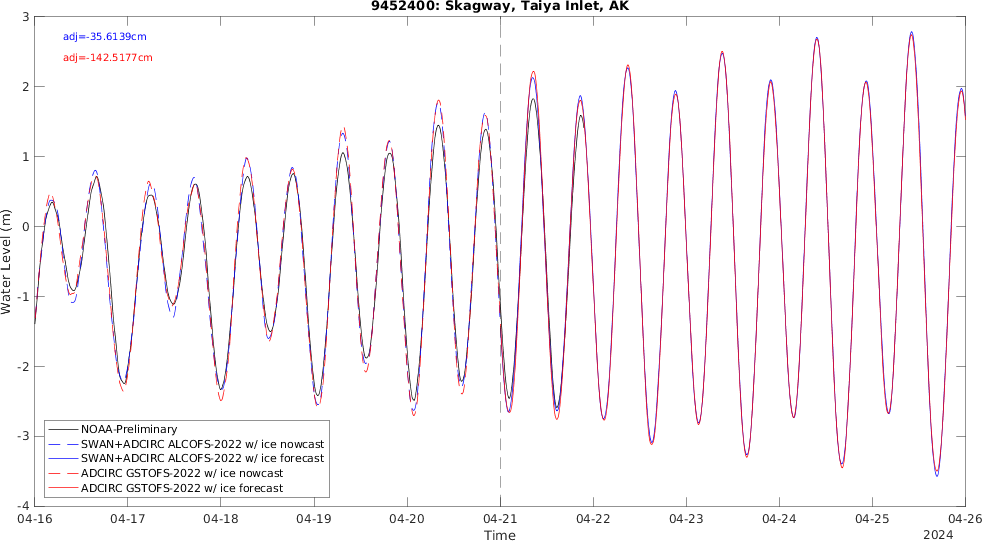 9452400: Skagway, Taiya Inlet, AK
adj=-35.6139cm
adj=-142.5177cm
3
2
1
0
-1
-2
-3
-4
Water Level (m)
NOAA-Preliminary
SWAN+ADCIRC ALCOFS-2022 w/ ice nowcast
SWAN+ADCIRC ALCOFS-2022 w/ ice forecast
ADCIRC GSTOFS-2022 w/ ice nowcast
ADCIRC GSTOFS-2022 w/ ice forecast
04-16 04-17 04-18 04-19 04-20 04-21 04-22 04-23 04-24 04-25 04-26
Time
2024